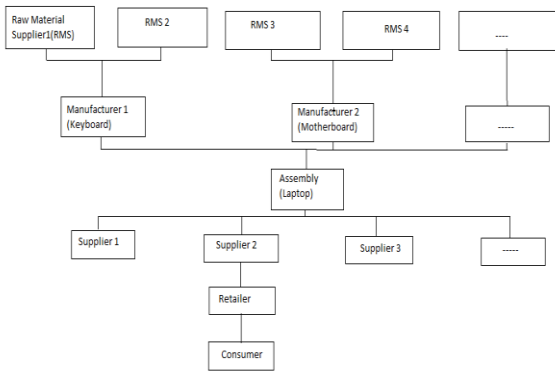 Raw Material
Supplier1(RMS)
RMS 2
RMS 3
RMS 4
----
Manufacturer 1
(Keyboard)
Manufacturer 2
(Motherboard)
-----
Assembly
(Laptop)
Supplier 1
Supplier 2
Supplier 3
-----
Retailer
Consumer